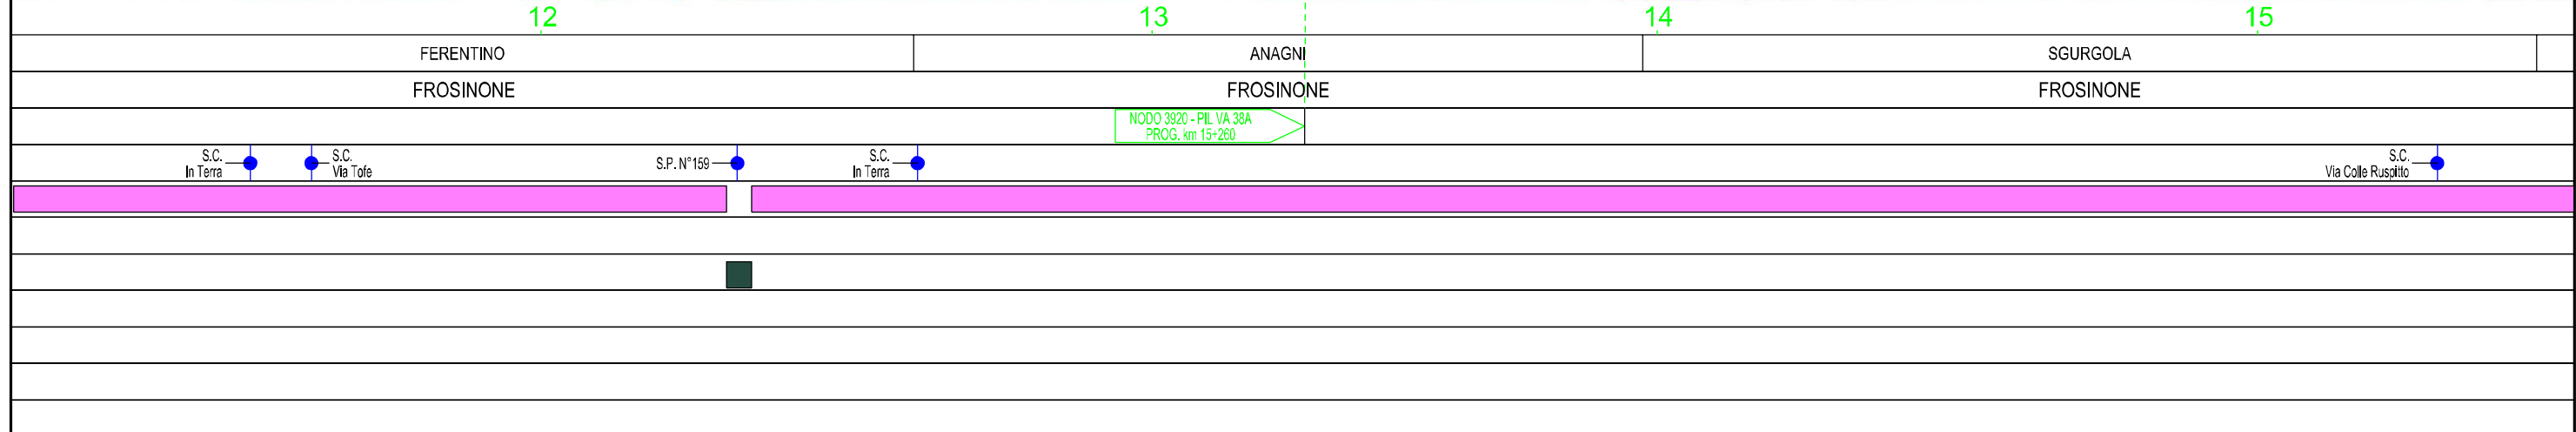 12 13 14 15
FERENTINO ANAGNI SGURGOLA
FROSINONE FROSINONE FROSINONE
NODO 3920 - PIL VA 38A
PROG. km 15+260
S.C.
In Terra
S.C.
Via Tofe
S.P. N°159
S.C.
In Terra
S.C.
Via Colle Ruspitto